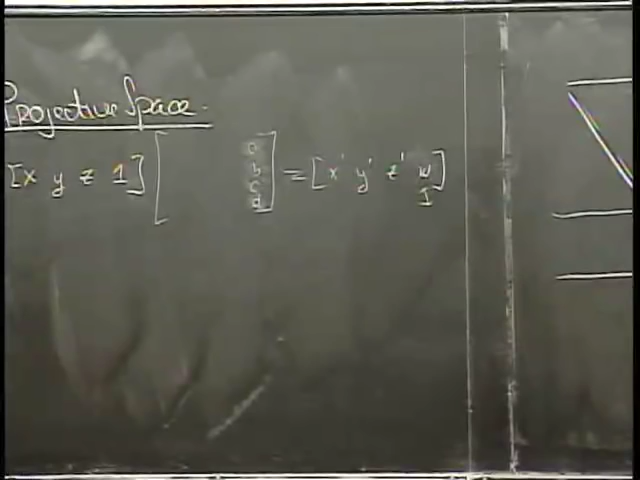 Projective Space.
[x y z 1] [ a b c d ] = [x' y' z' w]
1